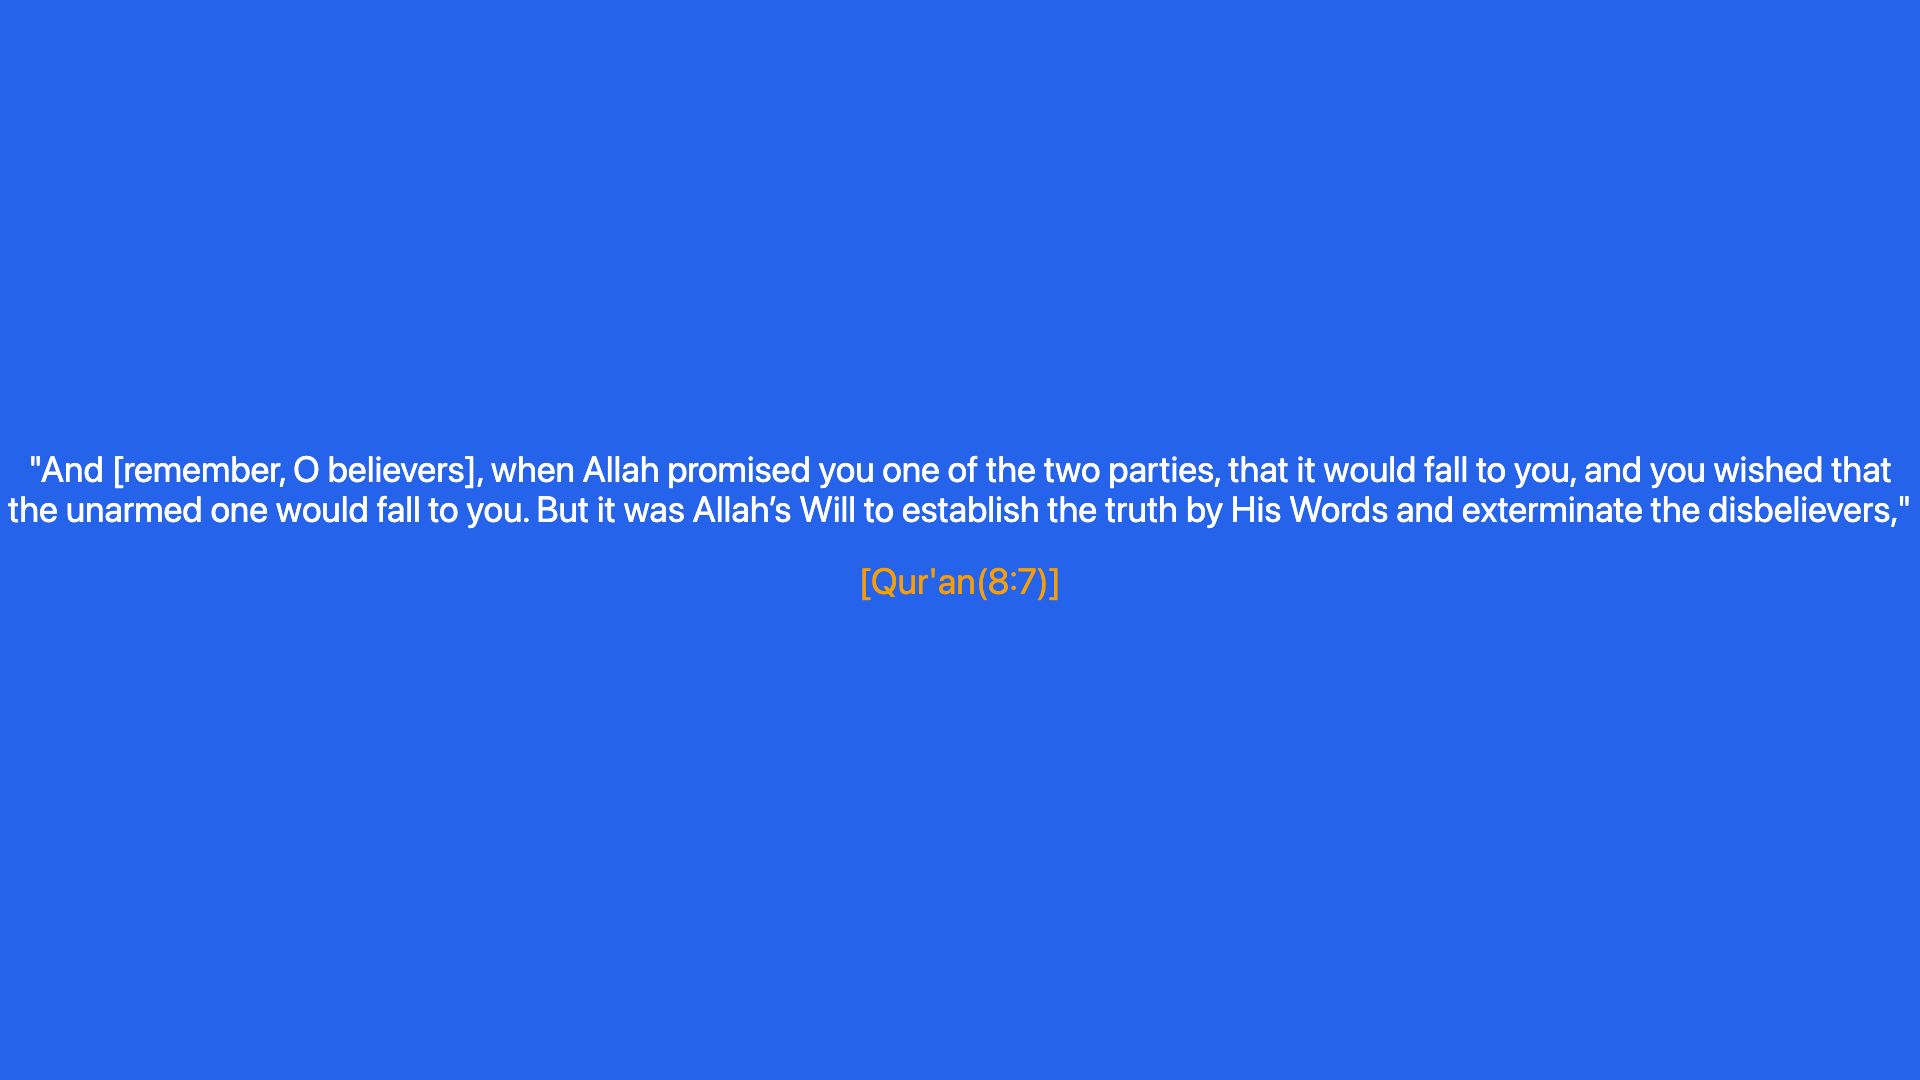 "And [remember, O believers], when Allah promised you one of the two parties, that it would fall to you, and you wished that
the unarmed one would fall to you. But it was Allah’s Will to establish the truth by His Words and exterminate the disbelievers,"
[Qur'an(8:7)]